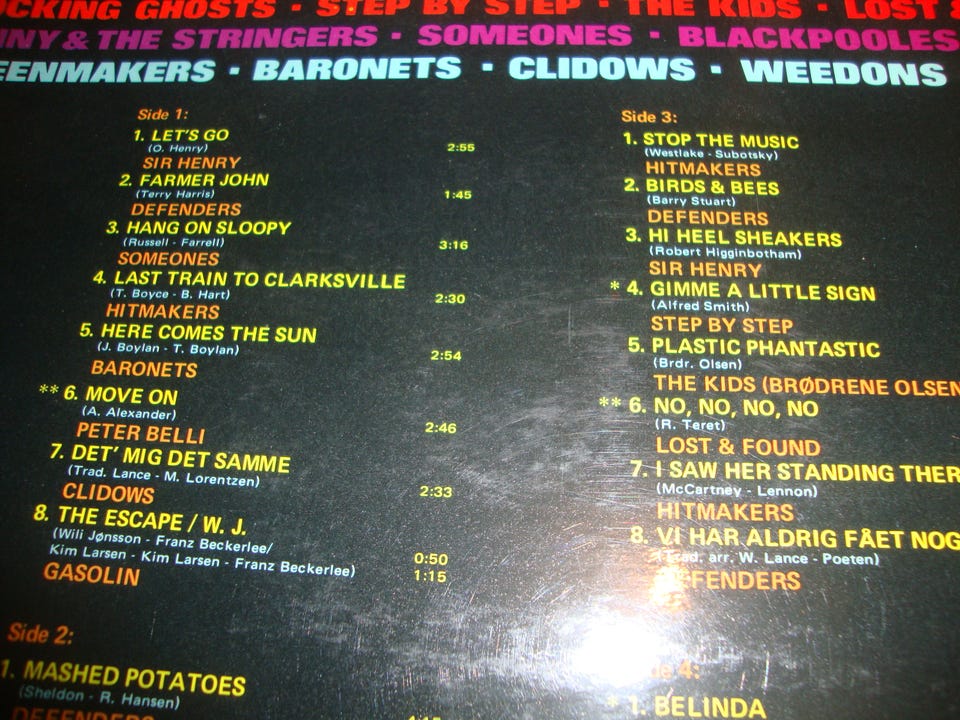 OCKING GHOSTS · STEP BY STEP · THE KIDS · LOST &
NY & THE STRINGERS · SOMEONES · BLACKPOOLES
EENMAKERS · BARONETS · CLIDOWS · WEEDONS
Side 1:
1. LET'S GO
(O. Henry) 2:55
SIR HENRY
2. FARMER JOHN
(Terry Harris) 1:45
DEFENDERS
3. HANG ON SLOOPY
(Russell - Farrell) 3:16
SOMEONES
4. LAST TRAIN TO CLARKSVILLE
(T. Boyce - B. Hart) 2:30
HITMAKERS
5. HERE COMES THE SUN
(J. Boylan - T. Boylan) 2:54
BARONETS
** 6. MOVE ON
(A. Alexander)
PETER BELLI 2:46
7. DET' MIG DET SAMME
(Trad. Lance - M. Lorentzen)
CLIDOWS 2:33
8. THE ESCAPE / W. J.
(Wili Jønsson - Franz Beckerlee/ 0:50
Kim Larsen - Kim Larsen - Franz Beckerlee) 1:15
GASOLIN
Side 2:
1. MASHED POTATOES
(Sheldon - R. Hansen)
DEFENDERS
Side 3:
1. STOP THE MUSIC
(Westlake - Subotsky)
HITMAKERS
2. BIRDS & BEES
(Barry Stuart)
DEFENDERS
3. HI HEEL SHEAKERS
(Robert Higginbotham)
SIR HENRY
* 4. GIMME A LITTLE SIGN
(Alfred Smith)
STEP BY STEP
5. PLASTIC PHANTASTIC
(Brdr. Olsen)
THE KIDS (BRØDRENE OLSEN
** 6. NO, NO, NO, NO
(R. Teret)
LOST & FOUND
7. I SAW HER STANDING THER
(McCartney - Lennon)
HITMAKERS
8. VI HAR ALDRIG FÅET NOG
(Trad. arr. W. Lance - Poeten)
DEFENDERS
4:
* 1. BELINDA